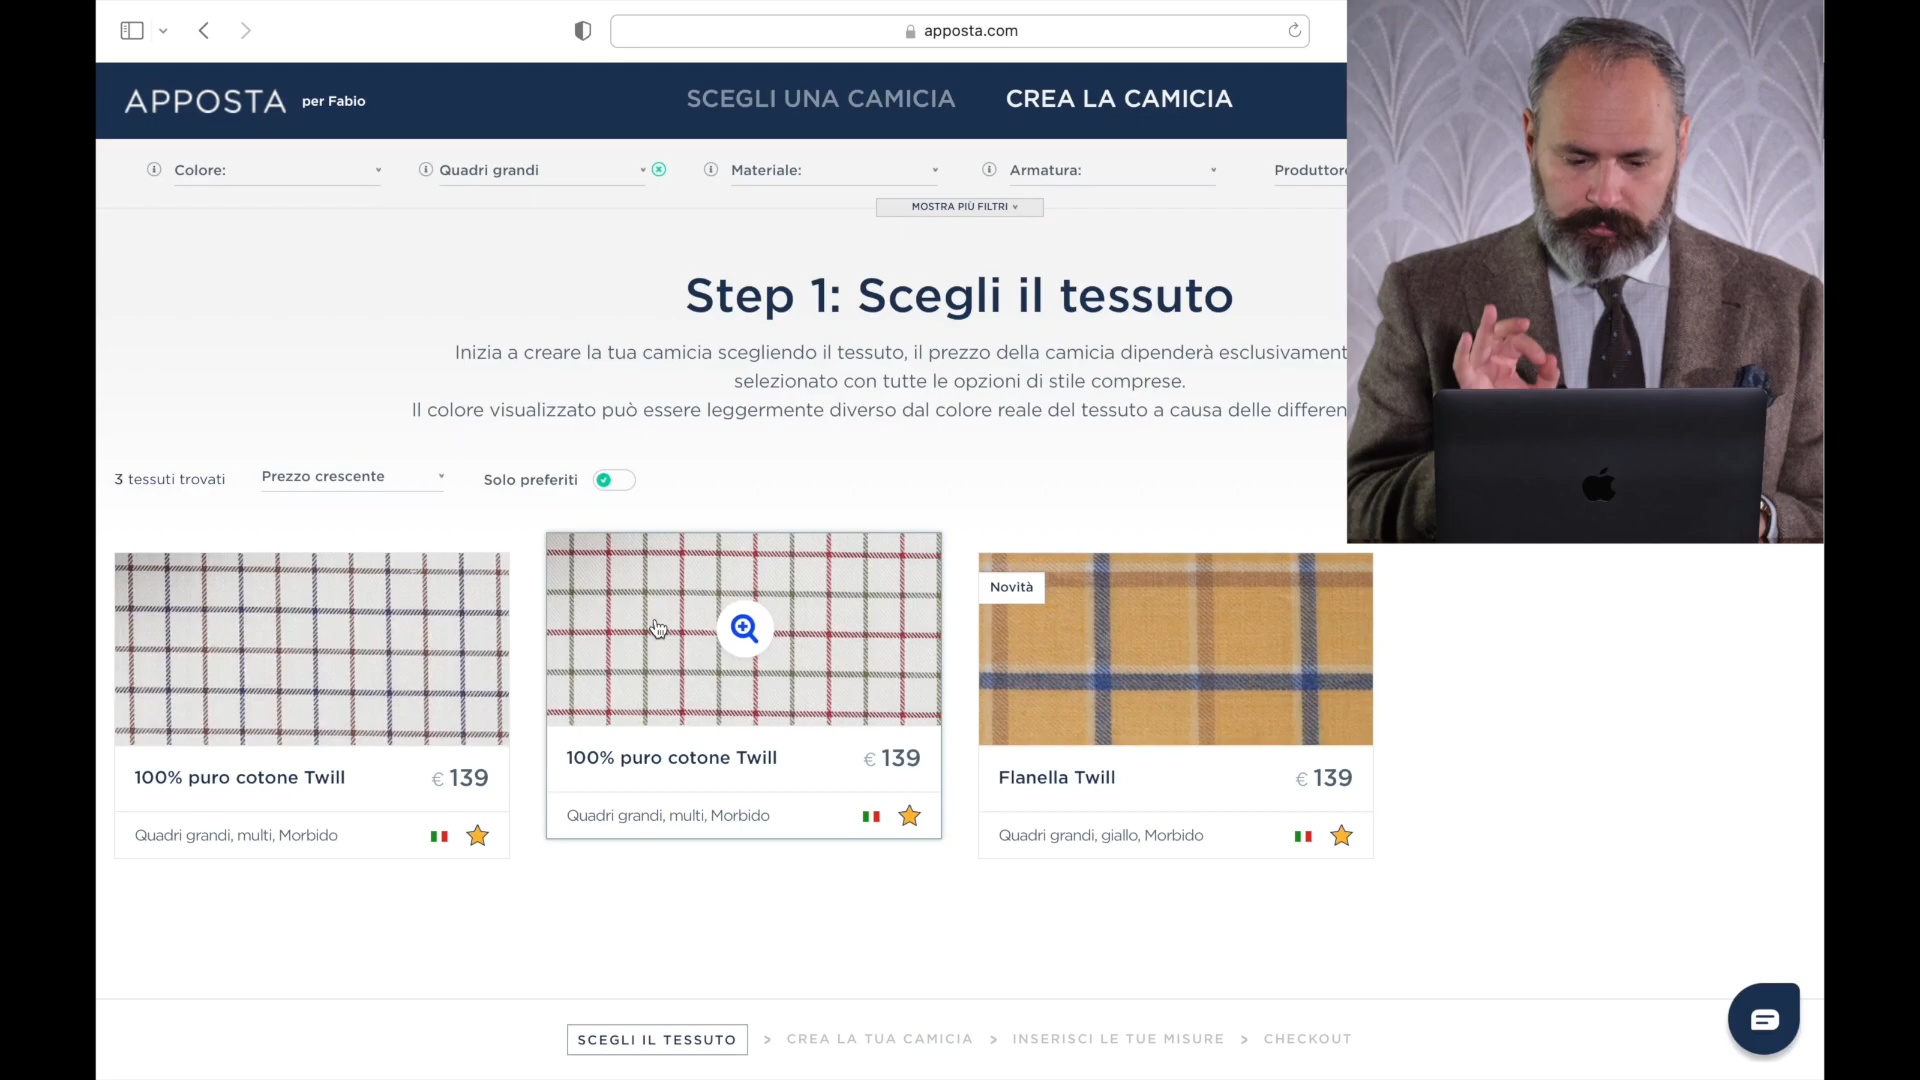 apposta.com
APPOSTA per Fabio
SCEGLI UNA CAMICIA
CREA LA CAMICIA
Colore:
Quadri grandi
Materiale:
Armatura:
Produttore
MOSTRA PIÙ FILTRI
Step 1: Scegli il tessuto
Inizia a creare la tua camicia scegliendo il tessuto, il prezzo della camicia dipenderà esclusivament
selezionato con tutte le opzioni di stile comprese.
Il colore visualizzato può essere leggermente diverso dal colore reale del tessuto a causa delle differen
3 tessuti trovati
Prezzo crescente
Solo preferiti
100% puro cotone Twill
€ 139
Quadri grandi, multi, Morbido
100% puro cotone Twill
€ 139
Quadri grandi, multi, Morbido
Novità
Flanella Twill
€ 139
Quadri grandi, giallo, Morbido
SCEGLI IL TESSUTO > CREA LA TUA CAMICIA > INSERISCI LE TUE MISURE > CHECKOUT